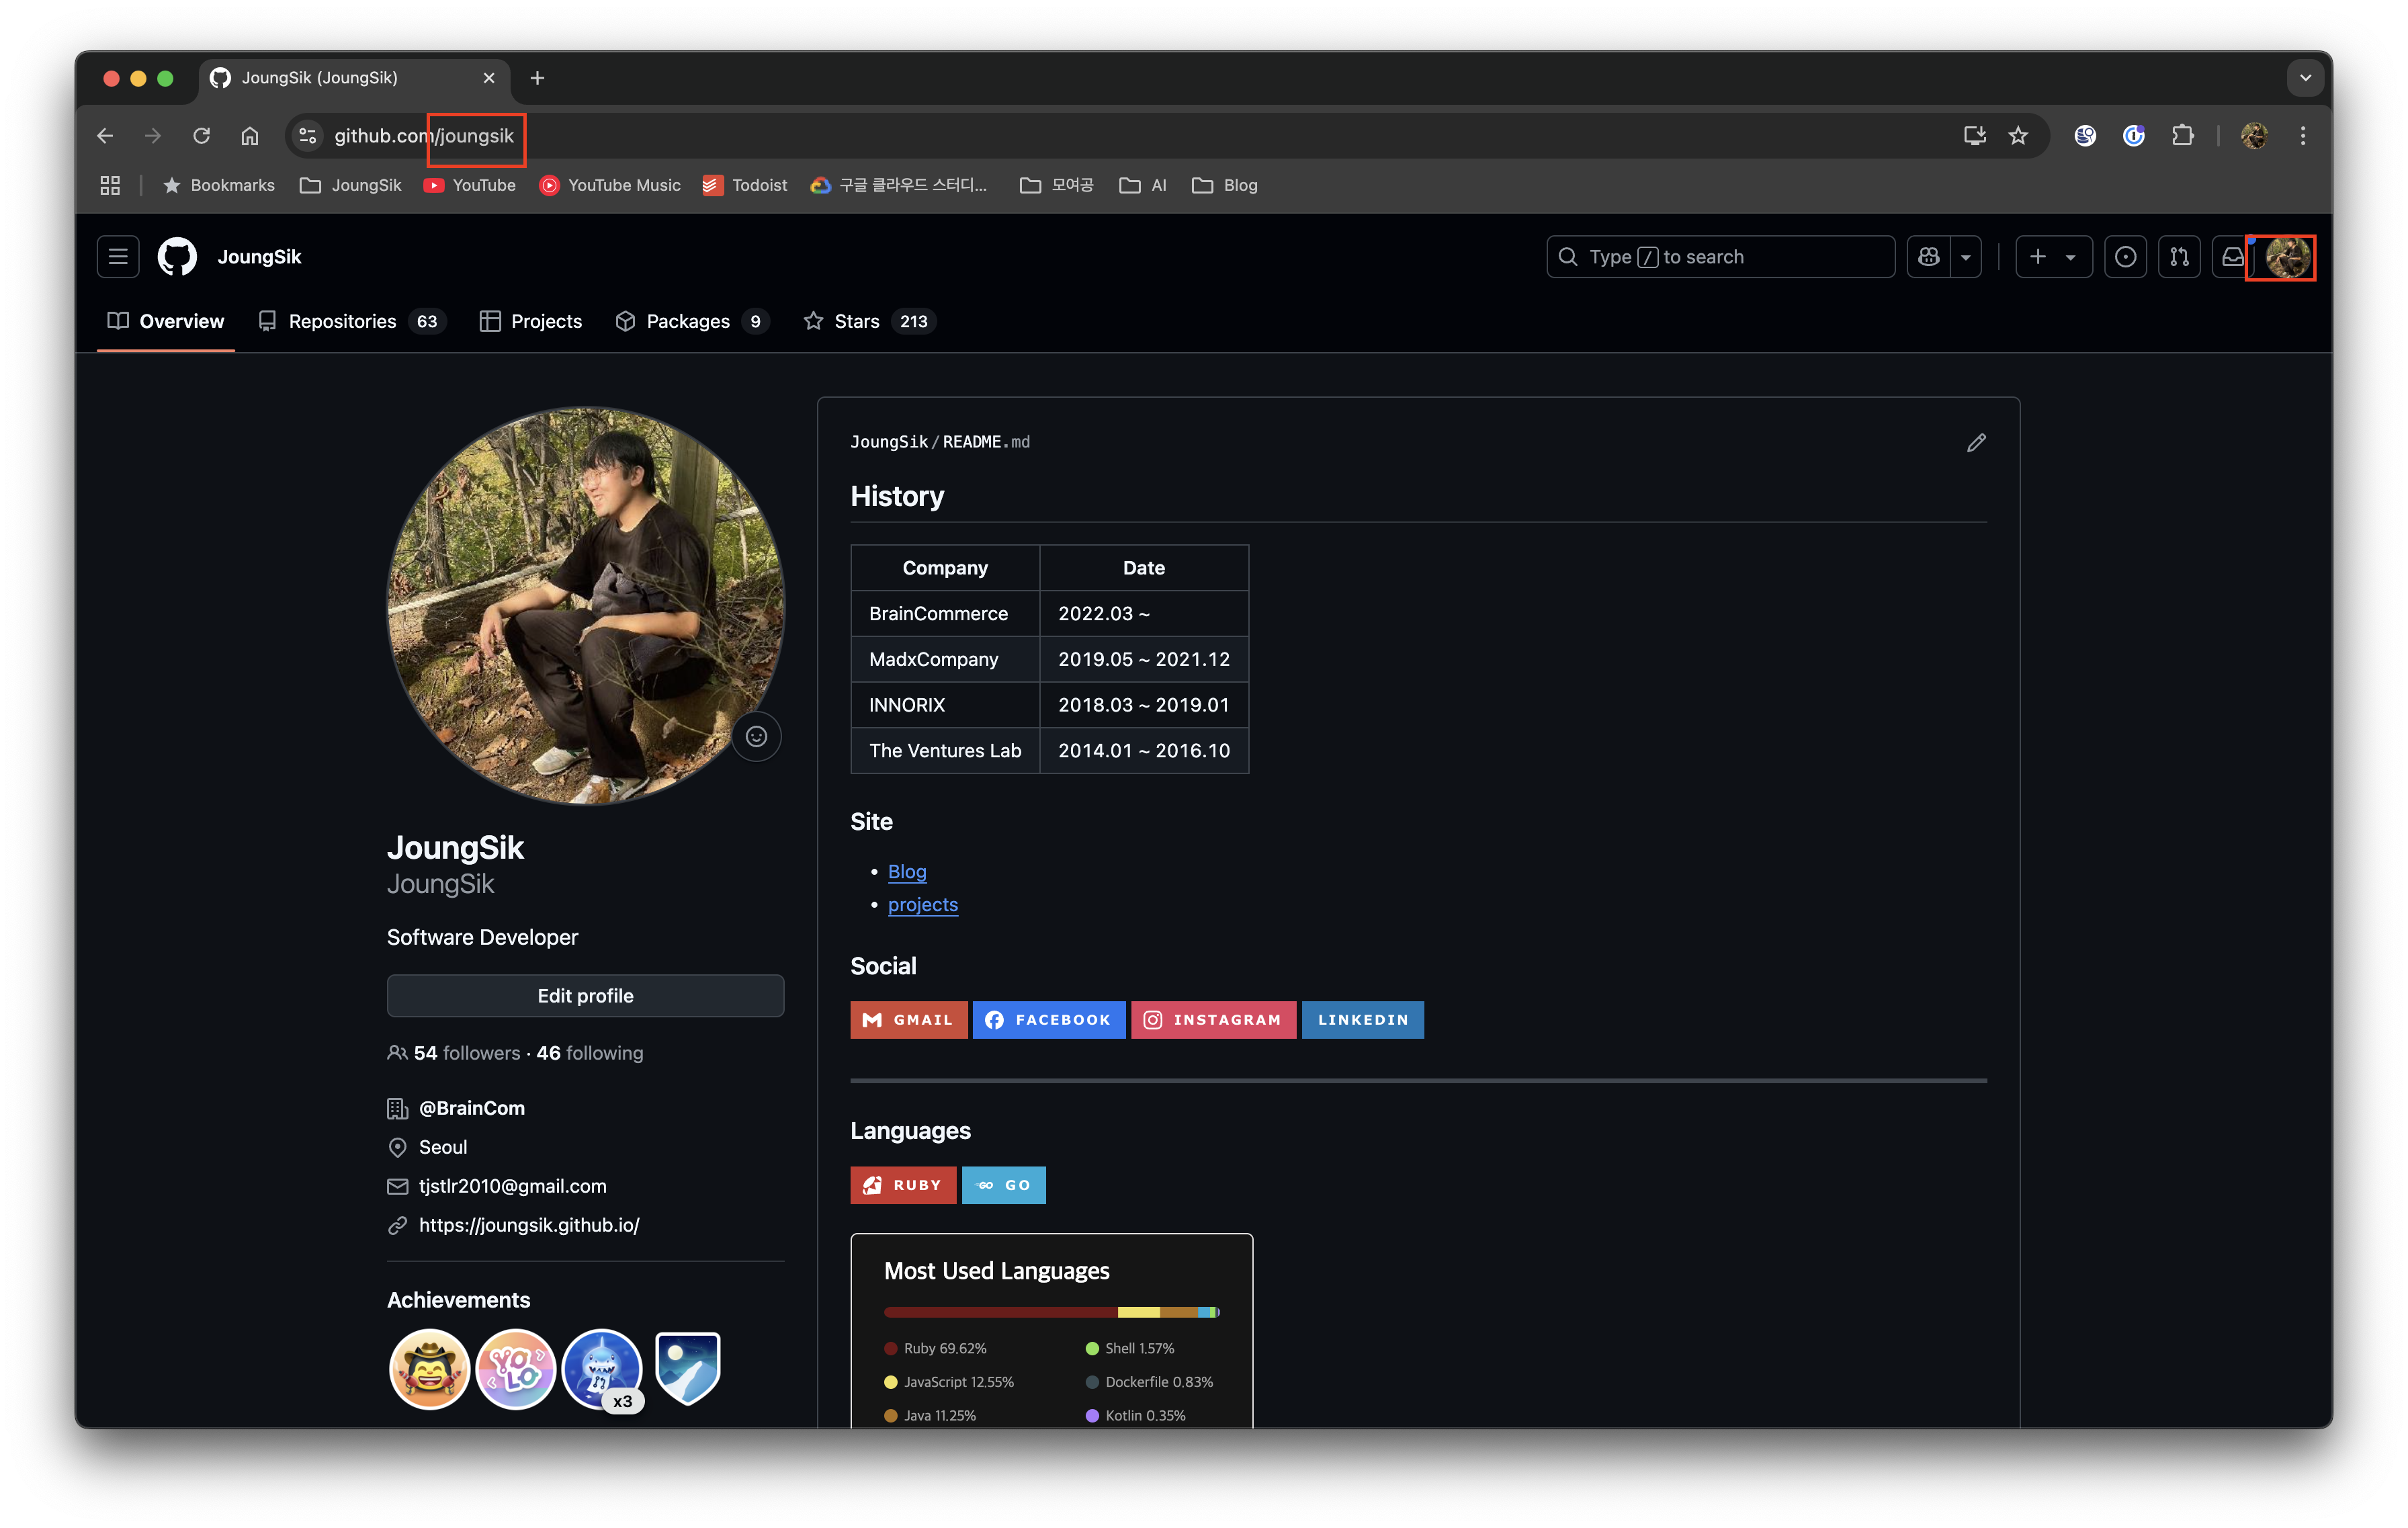 JoungSik (JoungSik)
github.com/joungsik
Bookmarks JoungSik YouTube YouTube Music Todoist 구글 클라우드 스터디... 모여공 AI Blog
JoungSik
Type / to search
Overview Repositories 63 Projects Packages 9 Stars 213
JoungSik
JoungSik
Software Developer
Edit profile
54 followers · 46 following
@BrainCom
Seoul
tjstlr2010@gmail.com
https://joungsik.github.io/
Achievements
YOLO
x3
JoungSik/README.md
History
Company Date
BrainCommerce 2022.03 ~
MadxCompany 2019.05 ~ 2021.12
INNORIX 2018.03 ~ 2019.01
The Ventures Lab 2014.01 ~ 2016.10
Site
Blog
projects
Social
GMAIL FACEBOOK INSTAGRAM LINKEDIN
Languages
RUBY GO GO
Most Used Languages
Ruby 69.62% Shell 1.57%
JavaScript 12.55% Dockerfile 0.83%
Java 11.25% Kotlin 0.35%